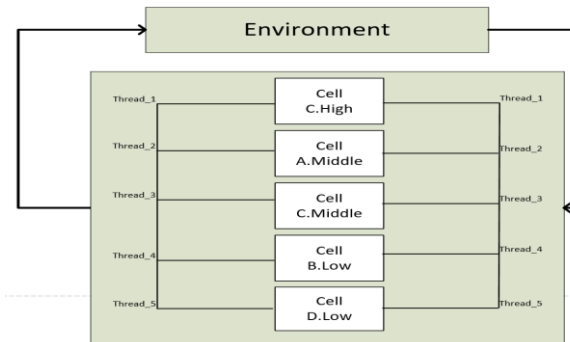 Environment
Thread_1
Cell
C.High
Thread_1
Thread_2
Cell
A.Middle
Thread_2
Thread_3
Cell
C.Middle
Thread_3
Thread_4
Cell
B.Low
Thread_4
Thread_5
Cell
D.Low
Thread_5